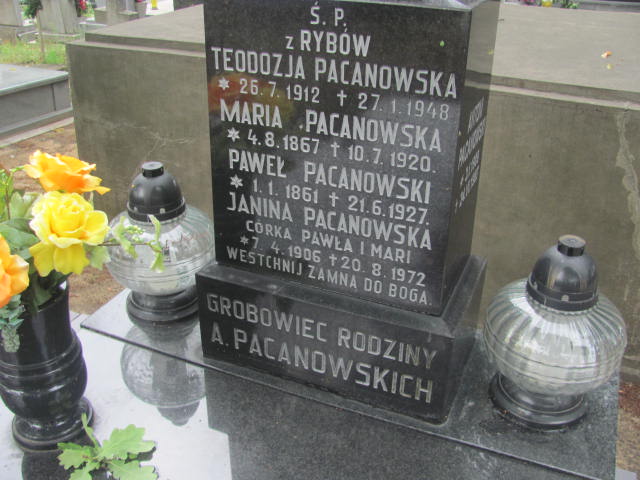 Ś. P.
z RYBÓW
TEODOZJA PACANOWSKA
* 26.7.1912 † 27.1.1948
MARIA PACANOWSKA
* 4.8.1867 † 10.7.1920.
PAWEŁ PACANOWSKI
* 1.1.1861 † 21.6.1927.
JANINA PACANOWSKA
CÓRKA PAWŁA I MARI
* 7.4.1906 † 20.8.1972
WESTCHNIJ ZAMNĄ DO BOGA.
GROBOWIEC RODZINY
A. PACANOWSKICH